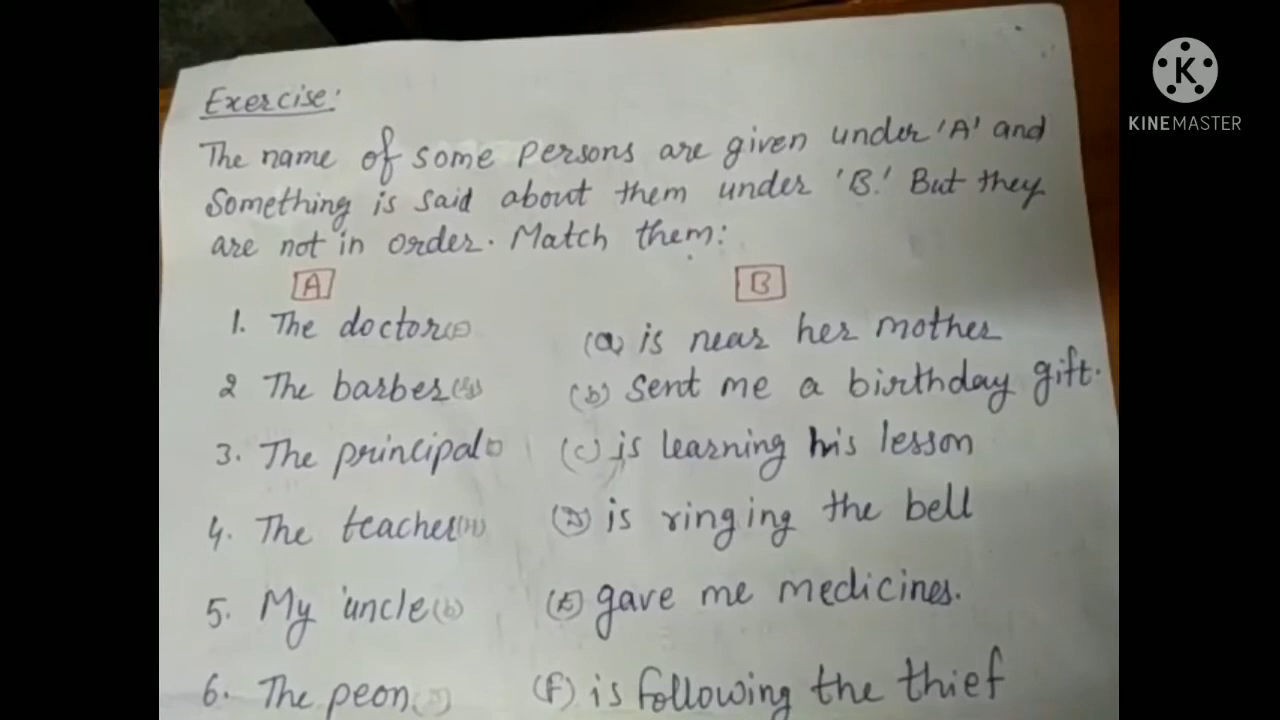 Exercise:
The name of some persons are given under 'A' and
Something is said about them under 'B.' But they
are not in order. Match them:
A B
1. The doctor (a) is near her mother
2 The barber (b) Sent me a birthday gift.
3. The principal (c) is learning his lesson
4. The teacher (D) is ringing the bell
5. My uncle (b) (E) gave me medicines.
6. The peon (F) is following the thief
K
KINEMASTER